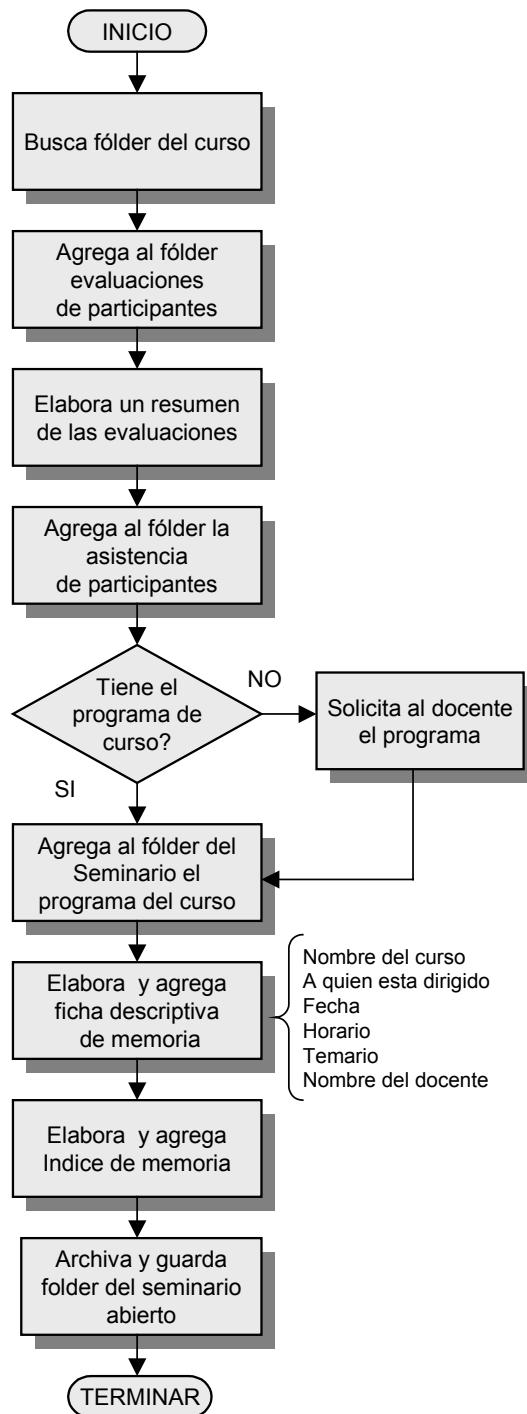 INICIO
Busca fólder del curso
Agrega al fólder
evaluaciones
de participantes
Elabora un resumen
de las evaluaciones
Agrega al fólder la
asistencia
de participantes
Tiene el
programa de
curso?
NO
Solicita al docente
el programa
SI
Agrega al fólder del
Seminario el
programa del curso
Elabora y agrega
ficha descriptiva
de memoria
Nombre del curso
A quien esta dirigido
Fecha
Horario
Temario
Nombre del docente
Elabora y agrega
Indice de memoria
Archiva y guarda
folder del seminario
abierto
TERMINAR